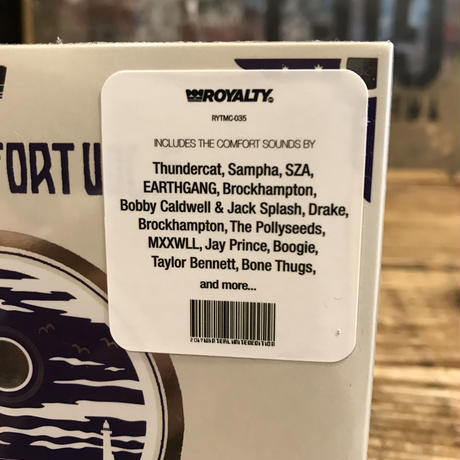 ROYALTY
RYTMC-035
INCLUDES THE COMFORT SOUNDS BY
Thundercat, Sampha, SZA,
EARTHGANG, Brockhampton,
Bobby Caldwell & Jack Splash, Drake,
Brockhampton, The Pollyseeds,
MXXWLL, Jay Prince, Boogie,
Taylor Bennett, Bone Thugs,
and more...
FORT